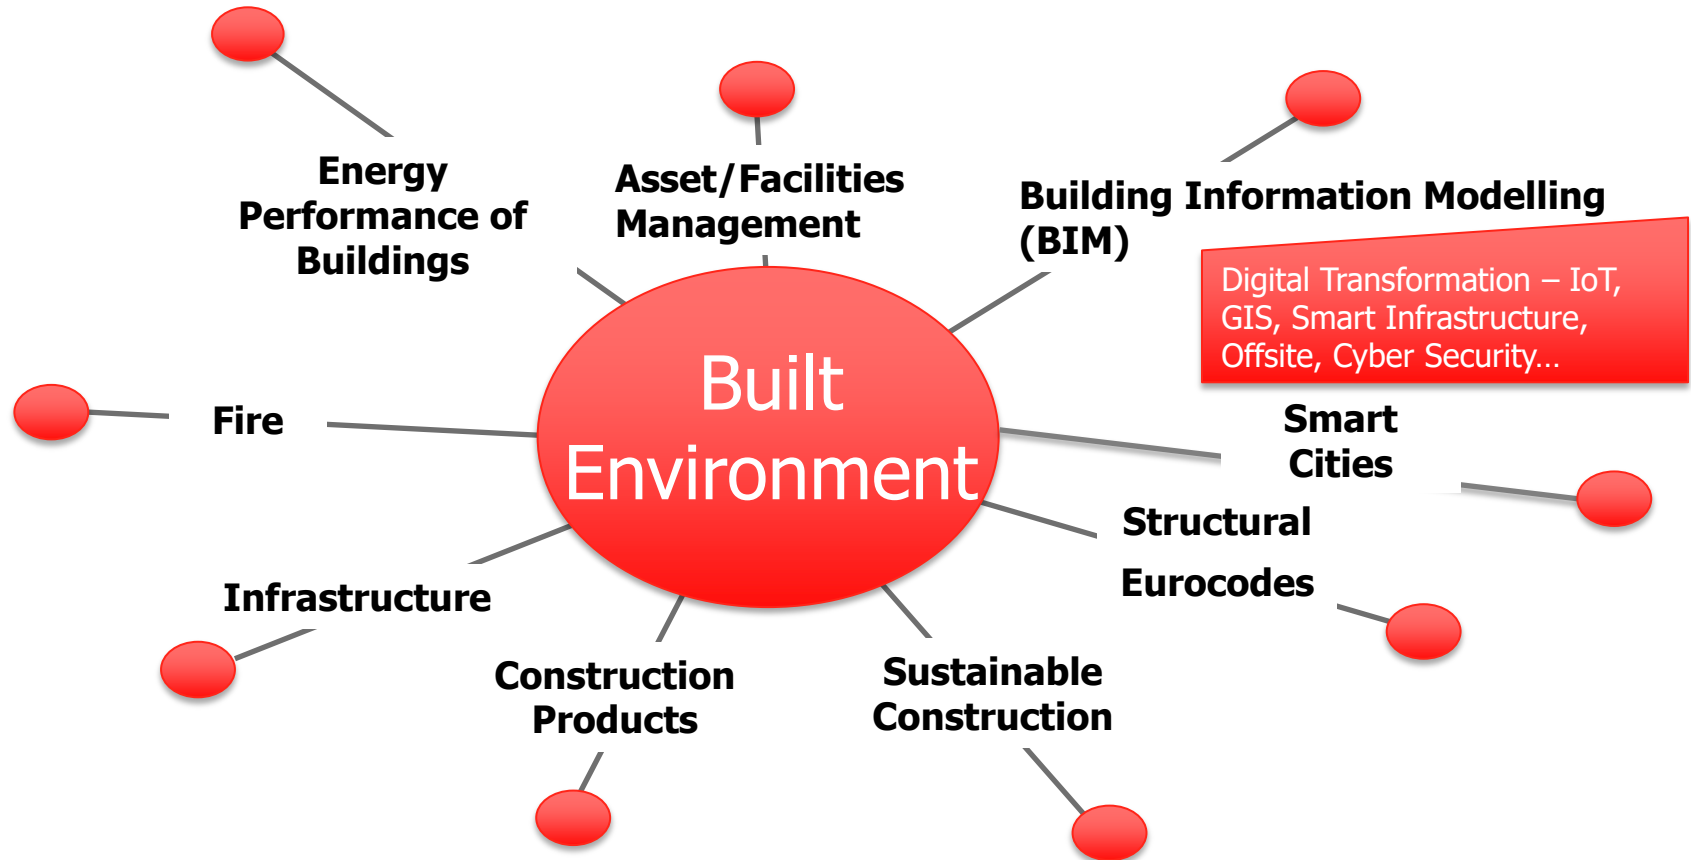 Energy
Performance of
Buildings
Asset/Facilities
Management
Building Information Modelling
(BIM)
Digital Transformation – IoT,
GIS, Smart Infrastructure,
Offsite, Cyber Security…
Built
Environment
Fire
Smart
Cities
Structural
Eurocodes
Infrastructure
Construction
Products
Sustainable
Construction